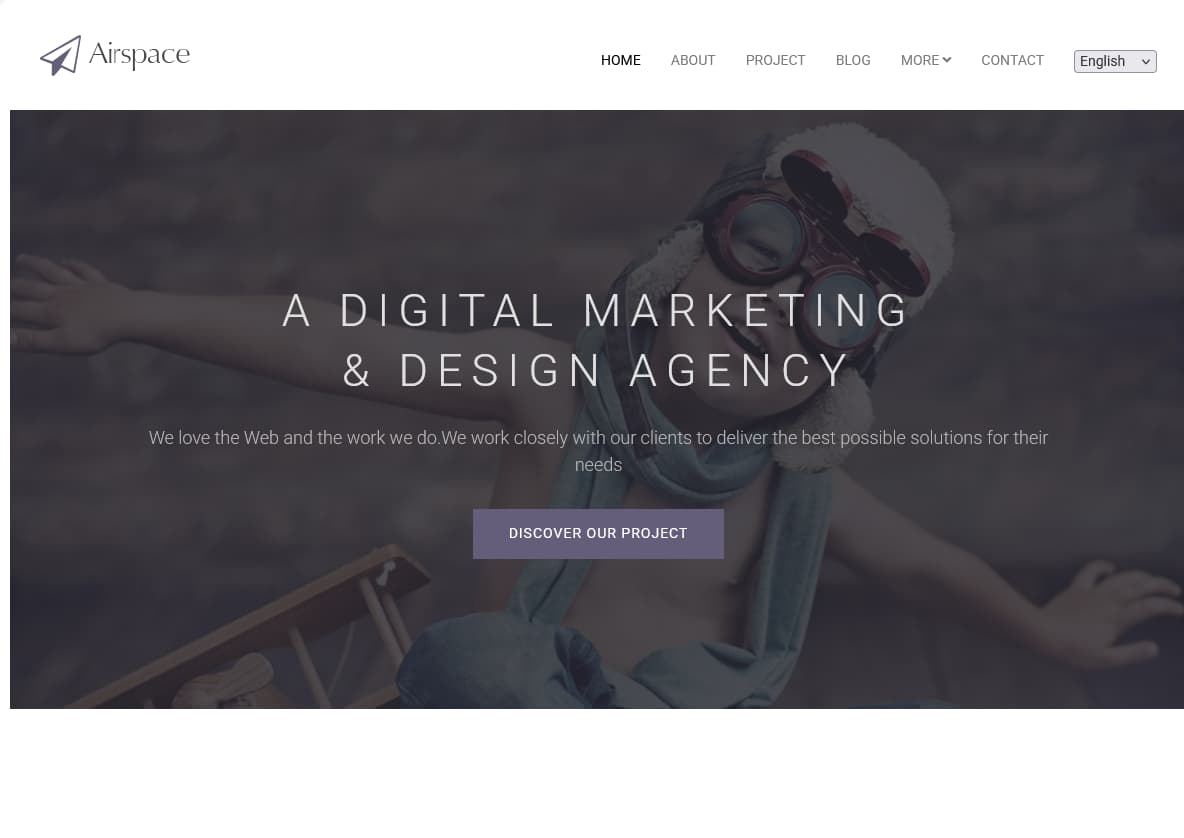 Airspace
HOME ABOUT PROJECT BLOG MORE CONTACT English
A DIGITAL MARKETING
& DESIGN AGENCY
We love the Web and the work we do.We work closely with our clients to deliver the best possible solutions for their
needs
DISCOVER OUR PROJECT